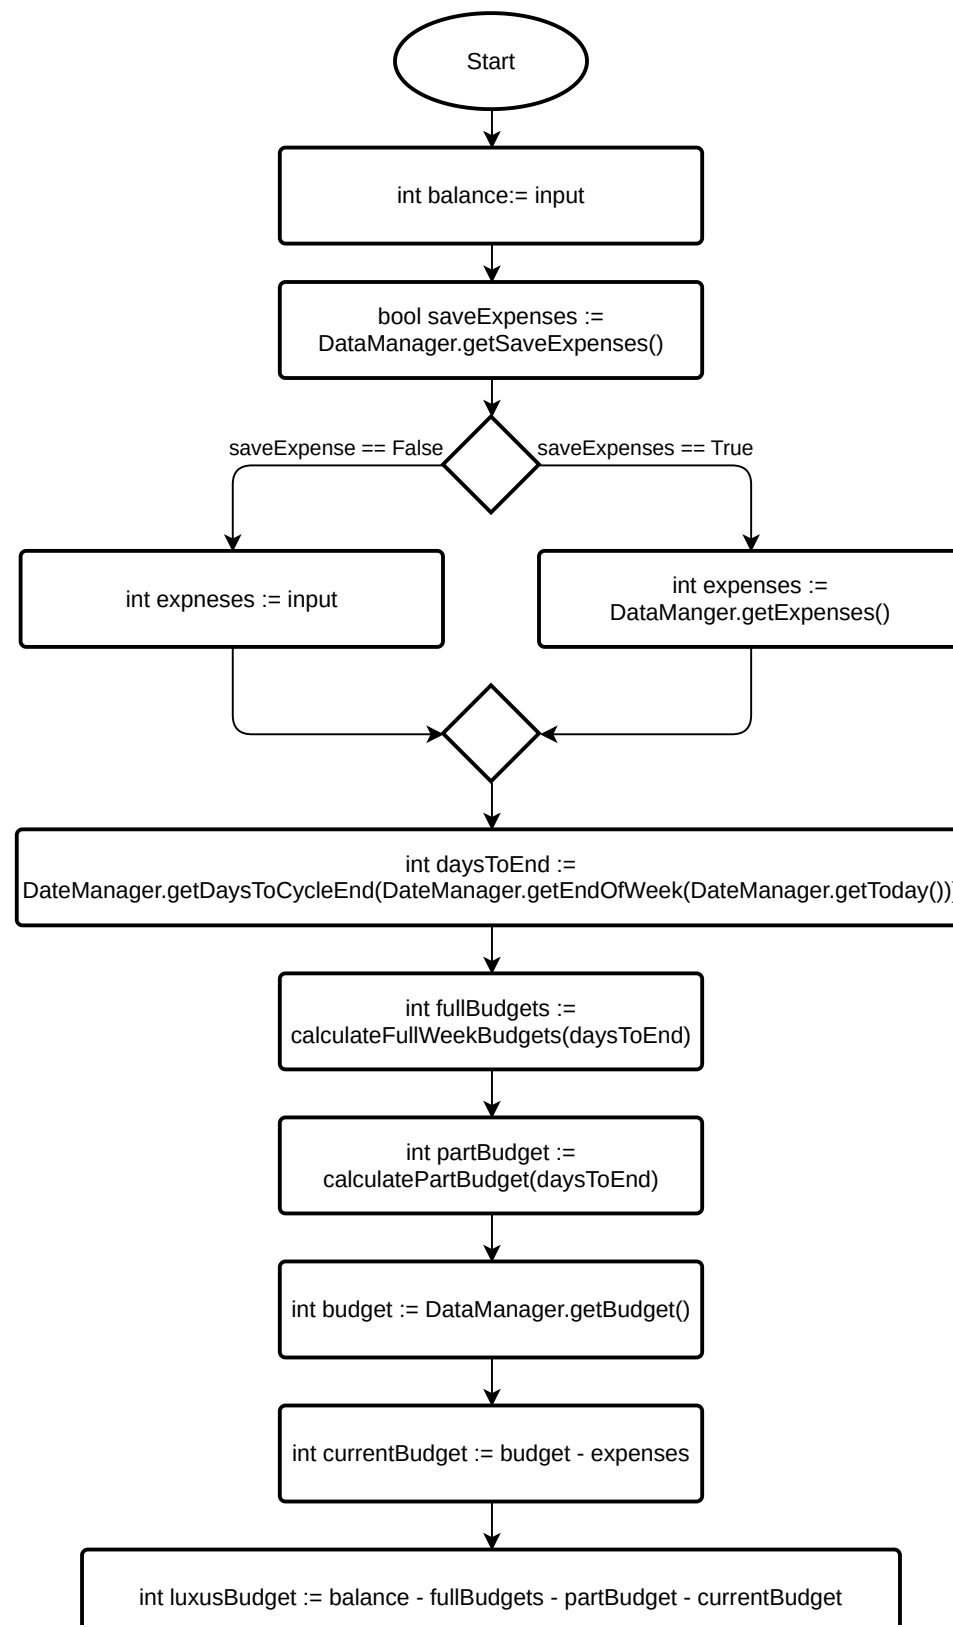 Start
int balance:= input
bool saveExpenses :=
DataManager.getSaveExpenses()
saveExpense == False
saveExpenses == True
int expneses := input
int expenses :=
DataManger.getExpenses()
int daysToEnd :=
DateManager.getDaysToCycleEnd(DateManager.getEndOfWeek(DateManager.getToday()))
int fullBudgets :=
calculateFullWeekBudgets(daysToEnd)
int partBudget :=
calculatePartBudget(daysToEnd)
int budget := DataManager.getBudget()
int currentBudget := budget - expenses
int luxusBudget := balance - fullBudgets - partBudget - currentBudget